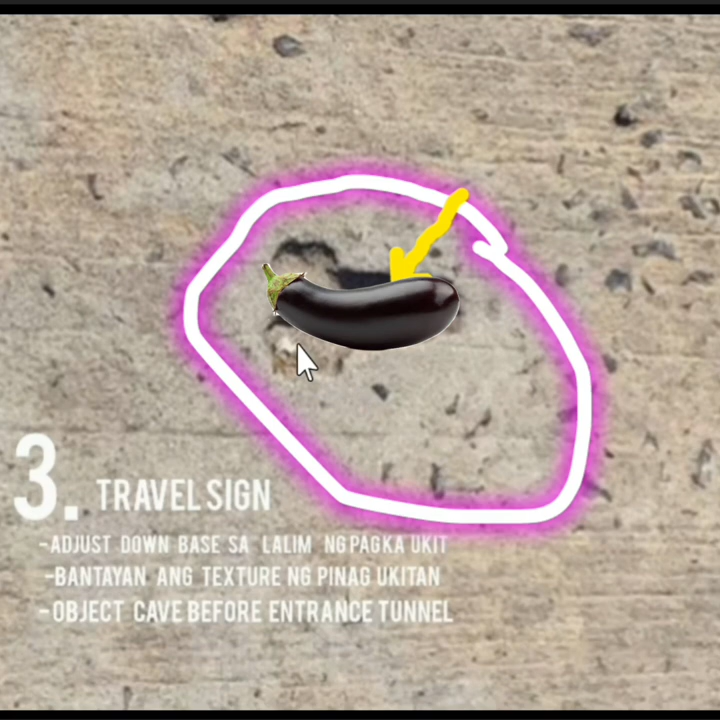 3. TRAVEL SIGN
-ADJUST DOWN BASE SA LALIM NG PAGKA UKIT
-BANTAYAN ANG TEXTURE NG PINAG UKITAN
-OBJECT CAVE BEFORE ENTRANCE TUNNEL